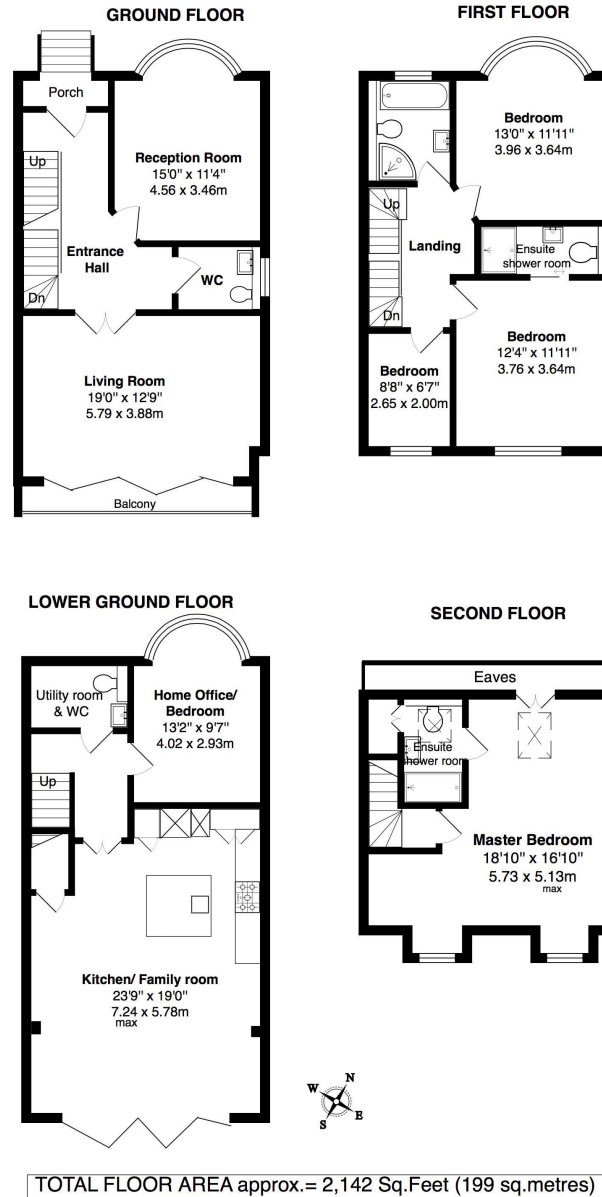 GROUND FLOOR
Porch
Up
Reception Room
15'0" x 11'4"
4.56 x 3.46m
Entrance
Hall
WC
Dn
Living Room
19'0" x 12'9"
5.79 x 3.88m
Balcony
FIRST FLOOR
Bedroom
13'0" x 11'11"
3.96 x 3.64m
Up
Landing
Ensuite
shower room
Dn
Bedroom
12'4" x 11'11"
3.76 x 3.64m
Bedroom
8'8" x 6'7"
2.65 x 2.00m
LOWER GROUND FLOOR
Utility room
& WC
Home Office/
Bedroom
13'2" x 9'7"
4.02 x 2.93m
Up
Kitchen/ Family room
23'9" x 19'0"
7.24 x 5.78m
max
SECOND FLOOR
Eaves
Ensuite
shower room
Master Bedroom
18'10" x 16'10"
5.73 x 5.13m
max
N
W
E
S
TOTAL FLOOR AREA approx.= 2,142 Sq.Feet (199 sq.metres)